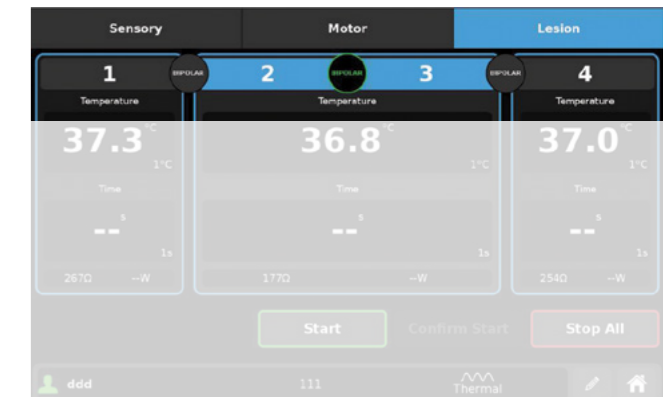 Sensory Motor Lesion
1 BIPOLAR 2 BIPOLAR 3 BIPOLAR 4
Temperature Temperature Temperature
37.3 °C 36.8 °C 37.0 °C
1°C 1°C 1°C
Time Time Time
-- s -- s -- s
1s 1s 1s
267Ω --W 177Ω --W 254Ω --W
Start Confirm Start Stop All
ddd 111 Thermal